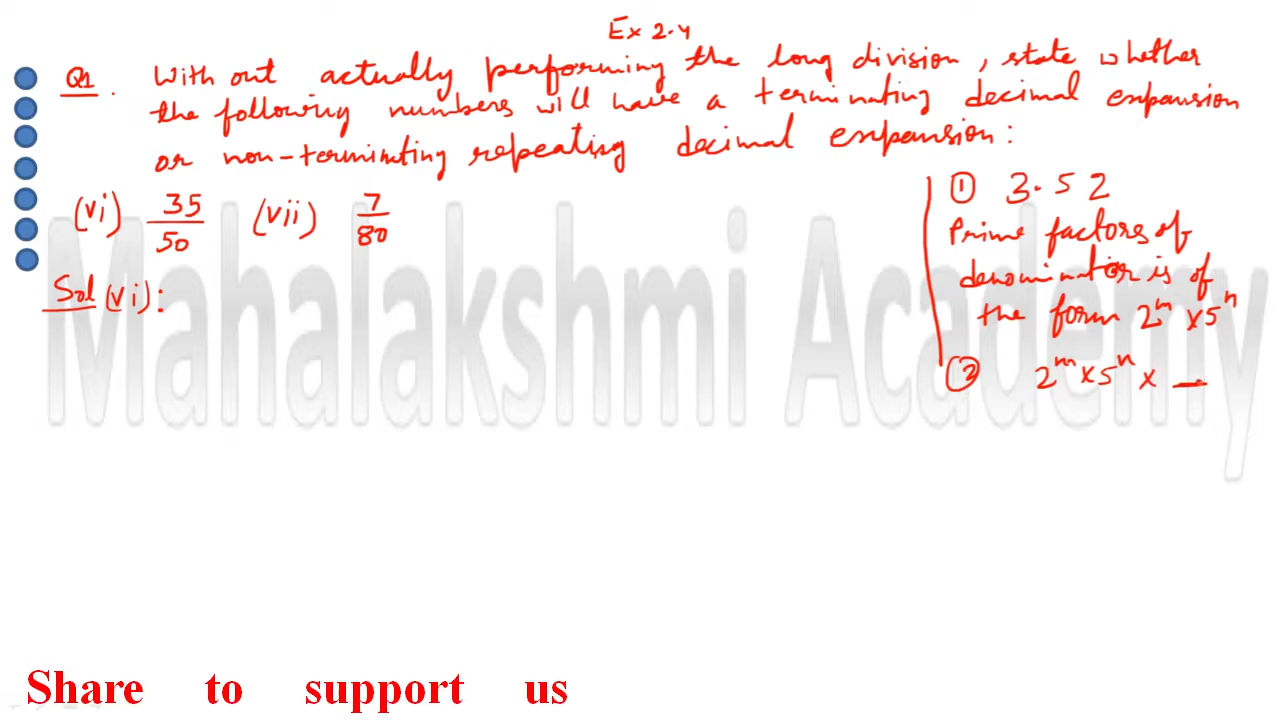 Ex 2.4
Q1. With out actually performing the long division, state whether
the following numbers will have a terminating decimal expansion
or non-terminating repeating decimal expansion:
(vi) 35/50 (vii) 7/80
Sol (vi):
① 3.52
Prime factors of
denominator is of
the form 2^m × 5^n
② 2^m × 5^n × —
Mahalakshmi Academy
Share to support us